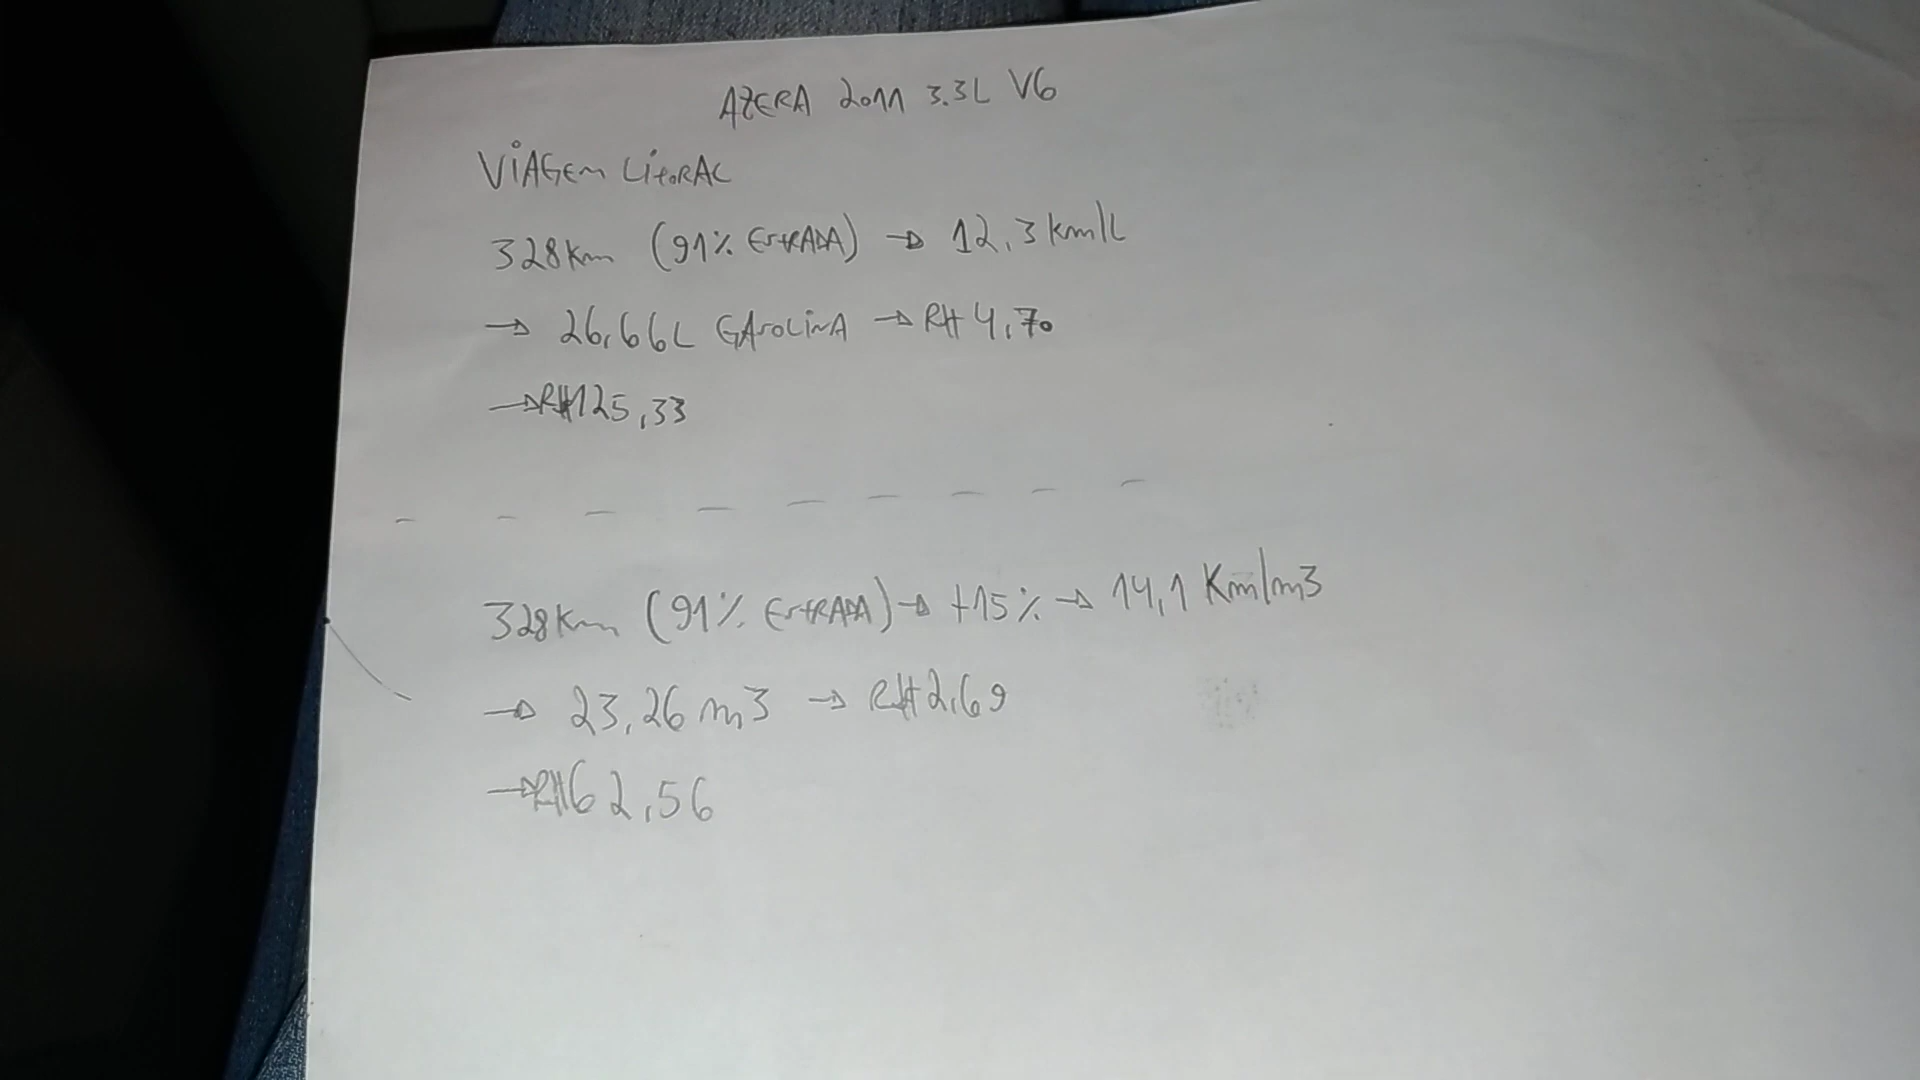 AZERA 2011 3.3L V6
ViAGEM LitORAL
328Km (91% EstRADA) → 12,3 km/L
→ 26,66L GAsOLiNA → R$ 4,70
→ R$125,33
328Km (91% EstRADA) → +15% → 14,1 Km/m3
→ 23,26 m3 → R$ 2,69
→ R$62,56